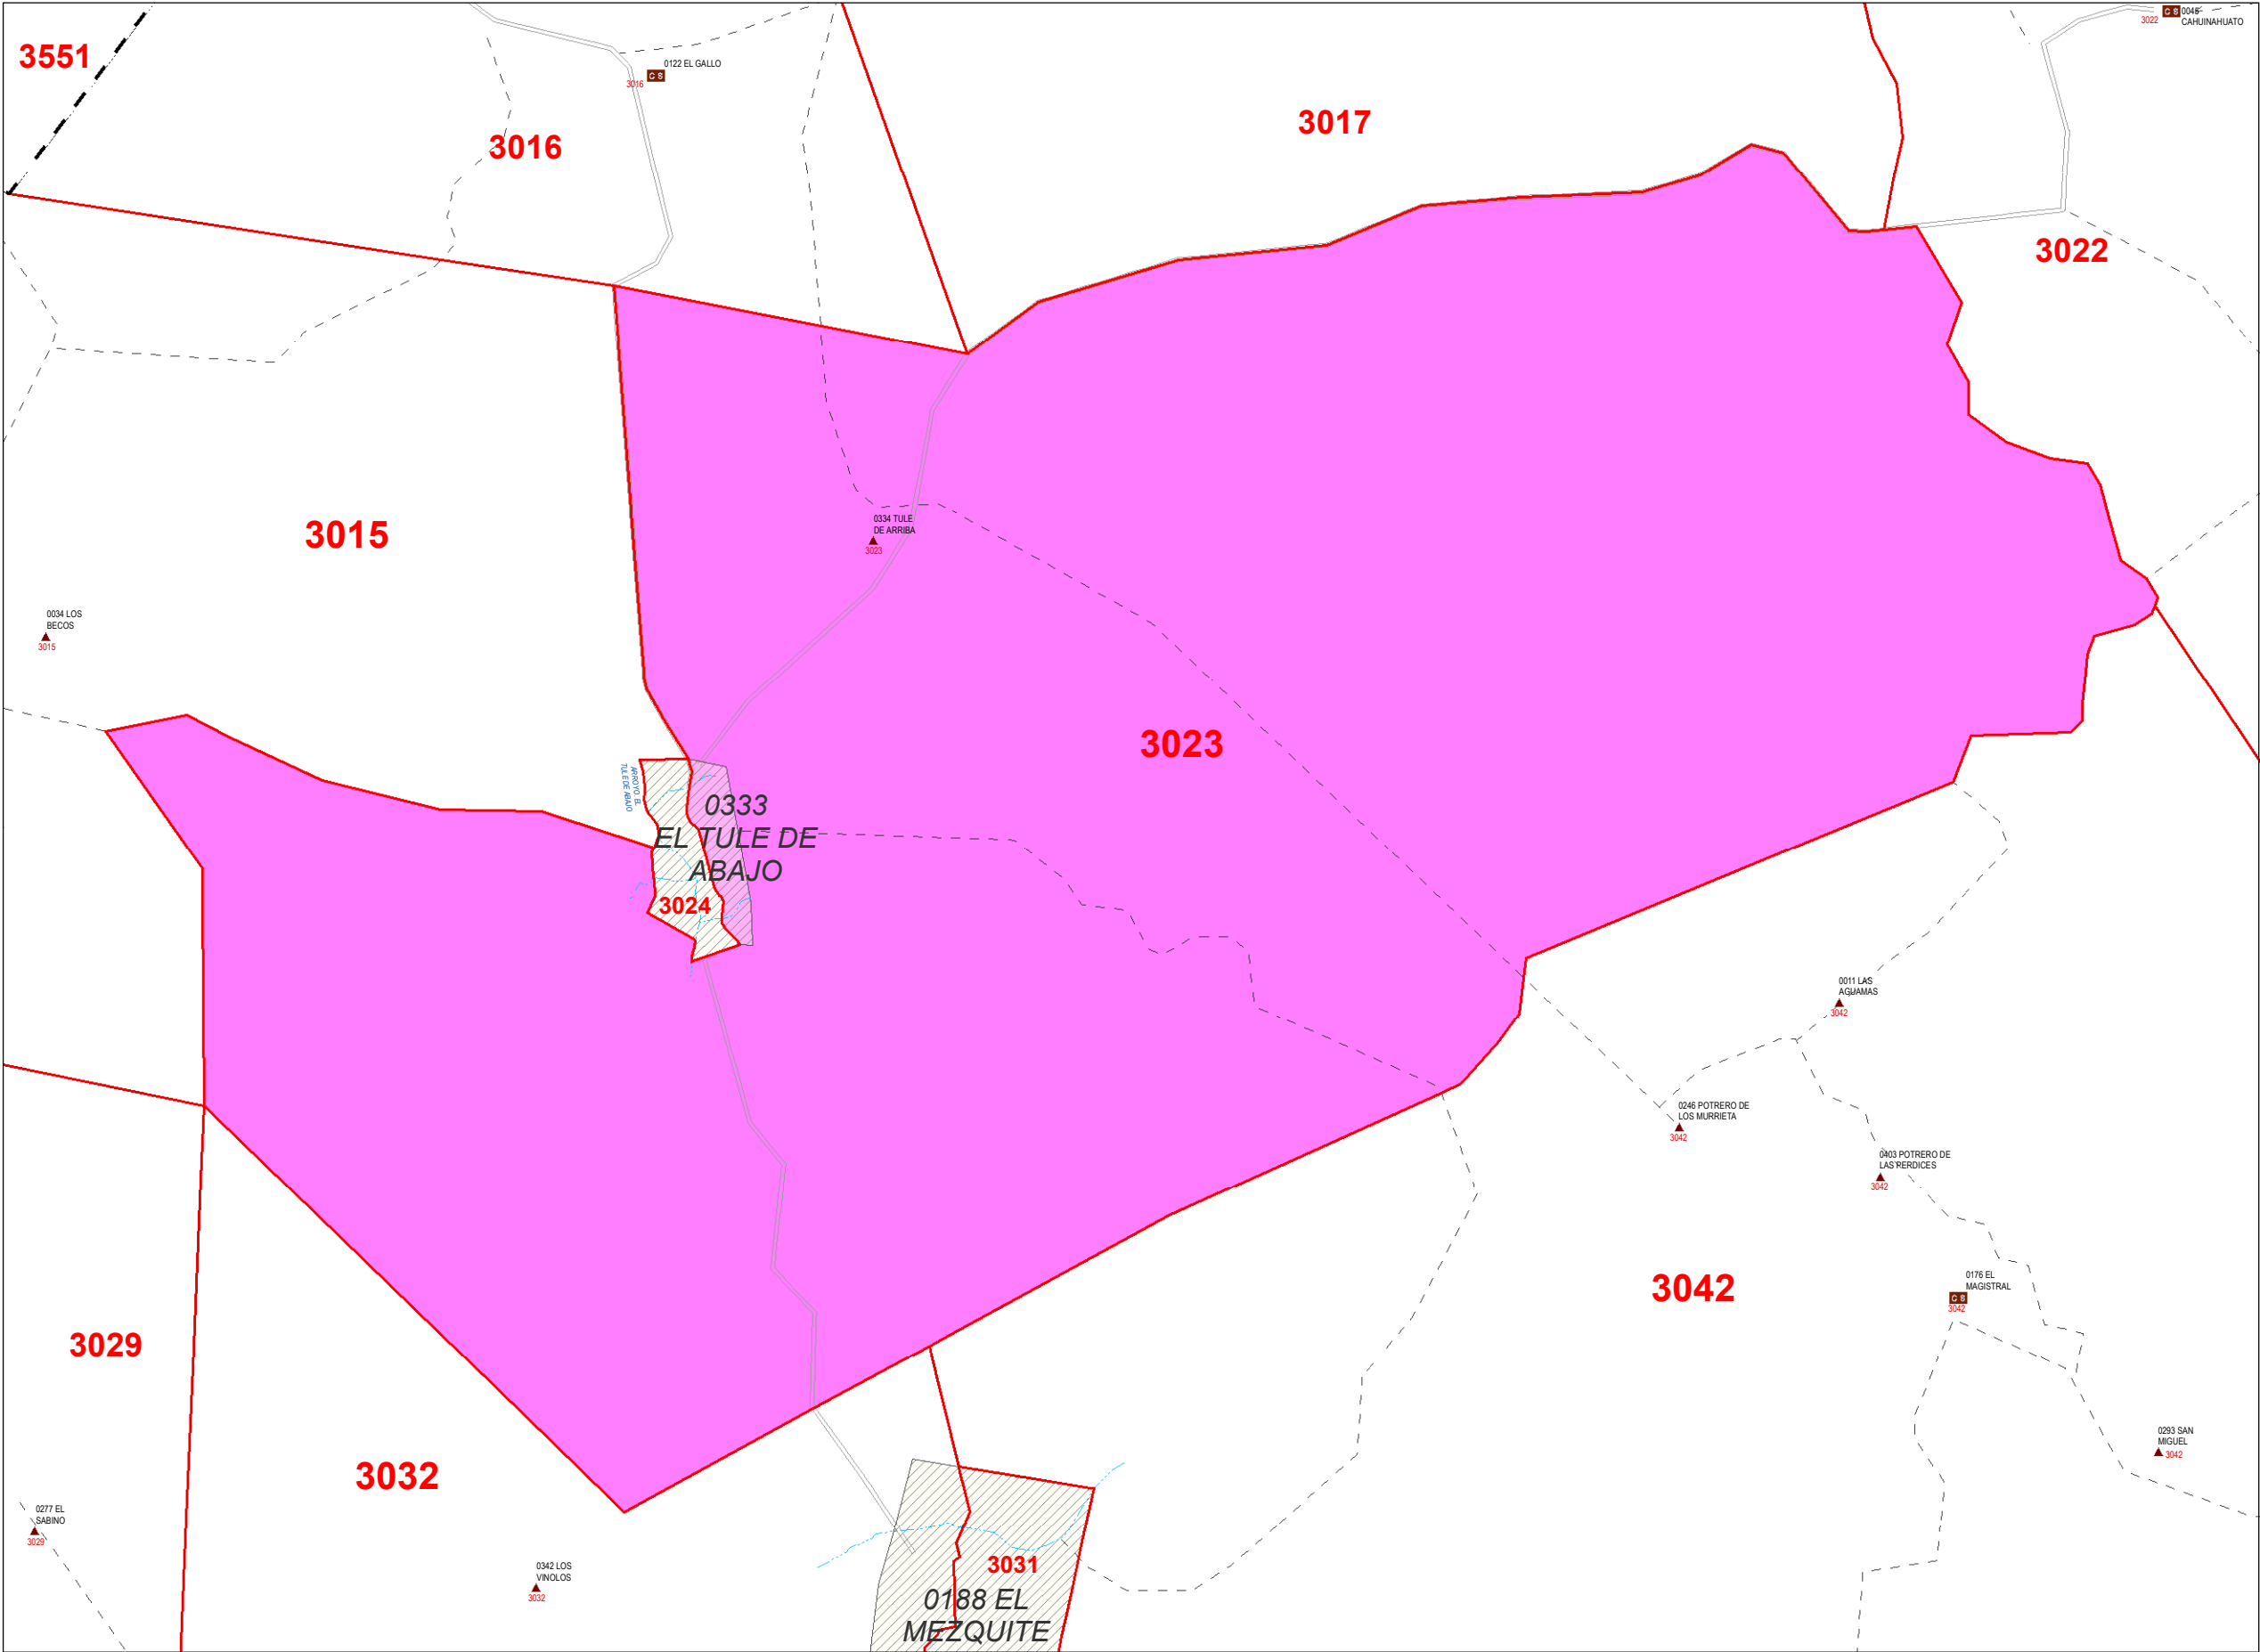 3551
3022
C S
0046
CAHUINAHUATO
0122 EL GALLO
C S
3016
3016
3017
3022
3015
0334 TULE
DE ARRIBA
3023
0034 LOS
BECOS
3015
3023
ARROYO EL
TULE DE ABAJO
0333
EL TULE DE
ABAJO
3024
0011 LAS
AGUAMAS
3042
0246 POTRERO DE
LOS MURRIETA
3042
0403 POTRERO DE
LAS PERDICES
3042
0176 EL
MAGISTRAL
C S
3042
3042
3029
3032
0293 SAN
MIGUEL
3042
0277 EL
SABINO
3029
0342 LOS
VINOLOS
3032
3031
0188 EL
MEZQUITE